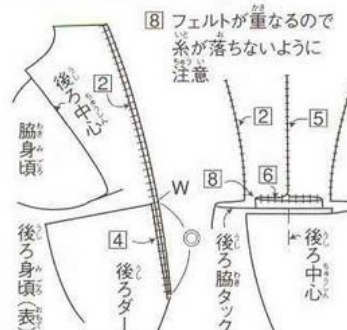 8 フェルトが重なるので
糸が落ちないように
注意
2
後ろ中心
脇身頃
W
4
後ろダー
後ろ身頃(表)
2
5
8
6
後ろ脇タック
後ろ中心